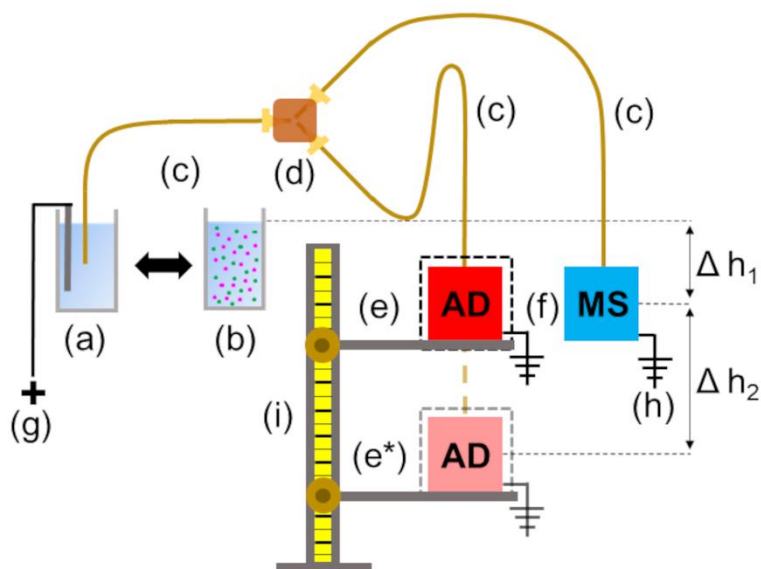 (c)
(c)
(c)
(d)
(a)
(b)
(e)
AD
(f)
MS
Δ h1
+
(g)
(i)
(h)
Δ h2
(e*)
AD